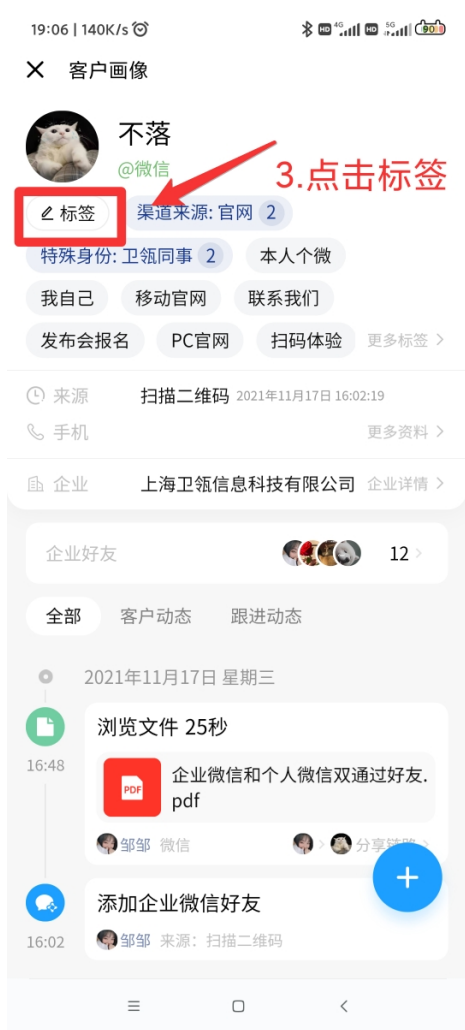 19:06 | 140K/s
HD 4G HD 5G 90
客户画像
不落
@微信
3.点击标签
标签 渠道来源: 官网 2
特殊身份: 卫瓴同事 2 本人个微
我自己 移动官网 联系我们
发布会报名 PC官网 扫码体验 更多标签
来源 扫描二维码 2021年11月17日 16:02:19
手机 更多资料
企业 上海卫瓴信息科技有限公司 企业详情
企业好友 12
全部 客户动态 跟进动态
2021年11月17日 星期三
浏览文件 25秒
16:48
PDF
企业微信和个人微信双通过好友.
pdf
邹邹 微信 分享链路
添加企业微信好友
16:02
邹邹 来源：扫描二维码